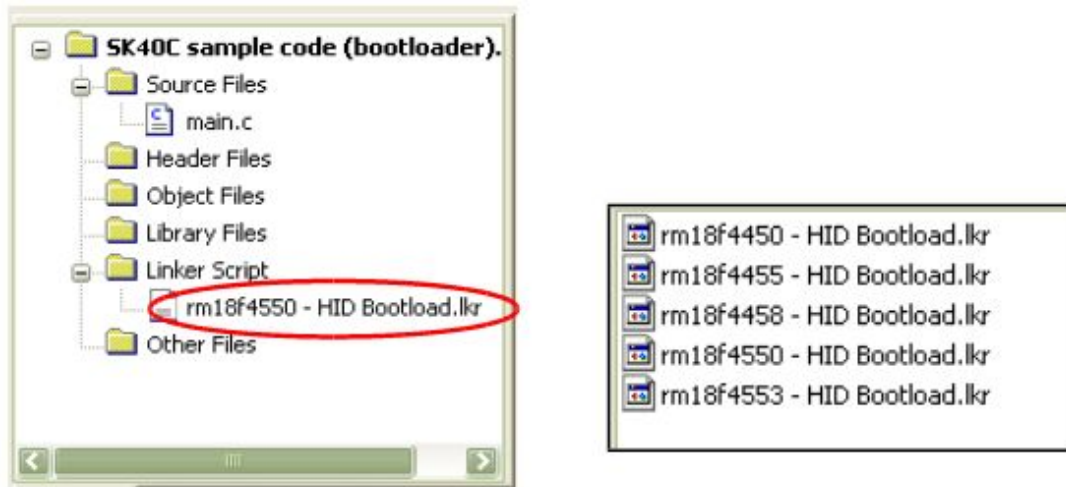 SK40C sample code (bootloader).
Source Files
main.c
Header Files
Object Files
Library Files
Linker Script
rm18f4550 - HID Bootload.lkr
Other Files
rm18f4450 - HID Bootload.lkr
rm18f4455 - HID Bootload.lkr
rm18f4458 - HID Bootload.lkr
rm18f4550 - HID Bootload.lkr
rm18f4553 - HID Bootload.lkr